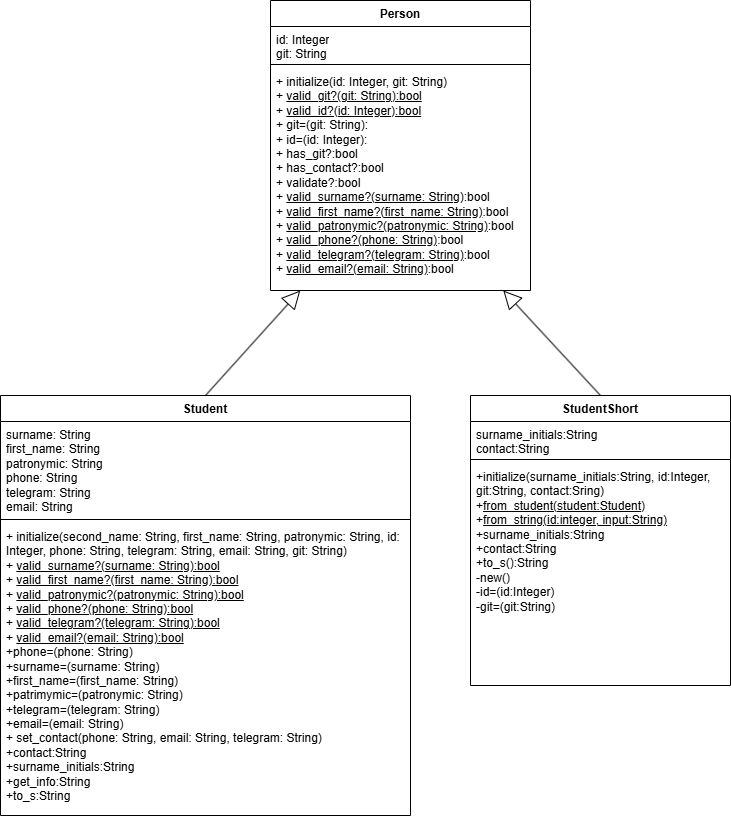 Person
id: Integer
git: String
+ initialize(id: Integer, git: String)
+ valid_git?(git: String):bool
+ valid_id?(id: Integer):bool
+ git=(git: String):
+ id=(id: Integer):
+ has_git?:bool
+ has_contact?:bool
+ validate?:bool
+ valid_surname?(surname: String):bool
+ valid_first_name?(first_name: String):bool
+ valid_patronymic?(patronymic: String):bool
+ valid_phone?(phone: String):bool
+ valid_telegram?(telegram: String):bool
+ valid_email?(email: String):bool
Student
surname: String
first_name: String
patronymic: String
phone: String
telegram: String
email: String
+ initialize(second_name: String, first_name: String, patronymic: String, id:
Integer, phone: String, telegram: String, email: String, git: String)
+ valid_surname?(surname: String):bool
+ valid_first_name?(first_name: String):bool
+ valid_patronymic?(patronymic: String):bool
+ valid_phone?(phone: String):bool
+ valid_telegram?(telegram: String):bool
+ valid_email?(email: String):bool
+phone=(phone: String)
+surname=(surname: String)
+first_name=(first_name: String)
+patrimymic=(patronymic: String)
+telegram=(telegram: String)
+email=(email: String)
+ set_contact(phone: String, email: String, telegram: String)
+contact:String
+surname_initials:String
+get_info:String
+to_s:String
StudentShort
surname_initials:String
contact:String
+initialize(surname_initials:String, id:Integer,
git:String, contact:Sring)
+from_student(student:Student)
+from_string(id:integer, input:String)
+surname_initials:String
+contact:String
+to_s():String
-new()
-id=(id:Integer)
-git=(git:String)